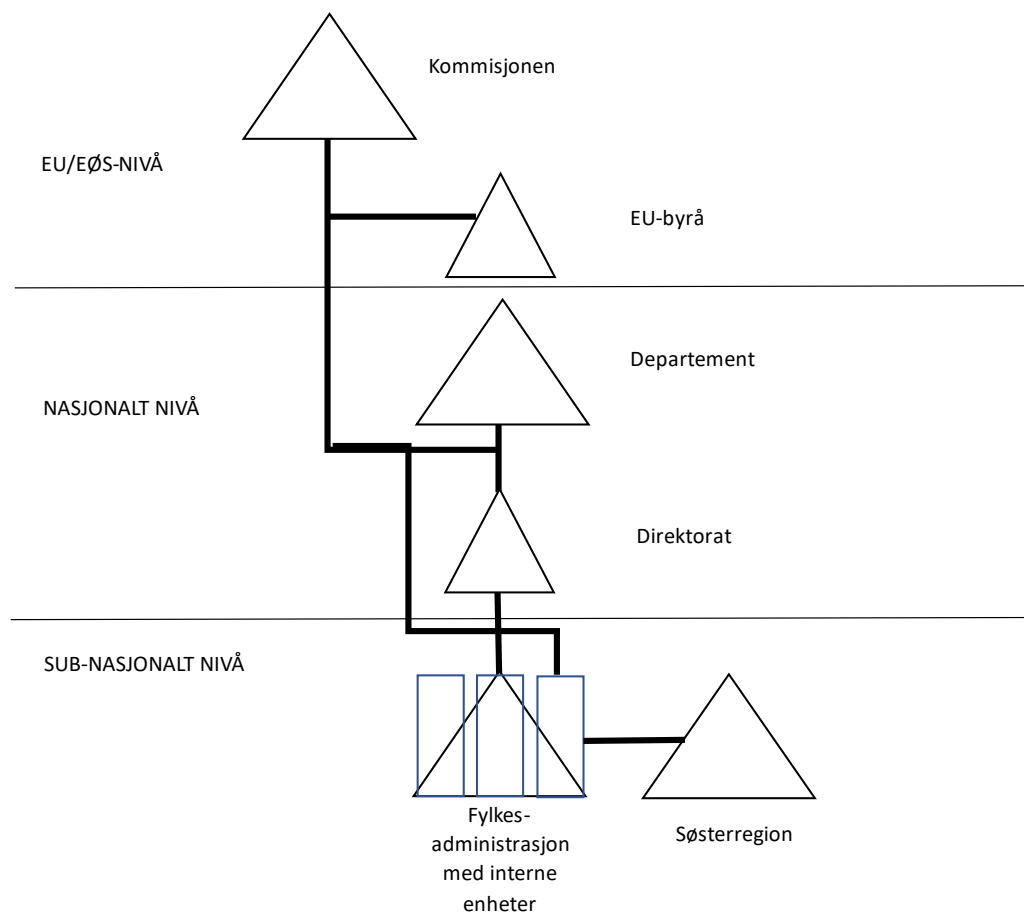 Kommisjonen
EU/EØS-NIVÅ
EU-byrå
Departement
NASJONALT NIVÅ
Direktorat
SUB-NASJONALT NIVÅ
Fylkes-
administrasjon
med interne
enheter
Søsterregion